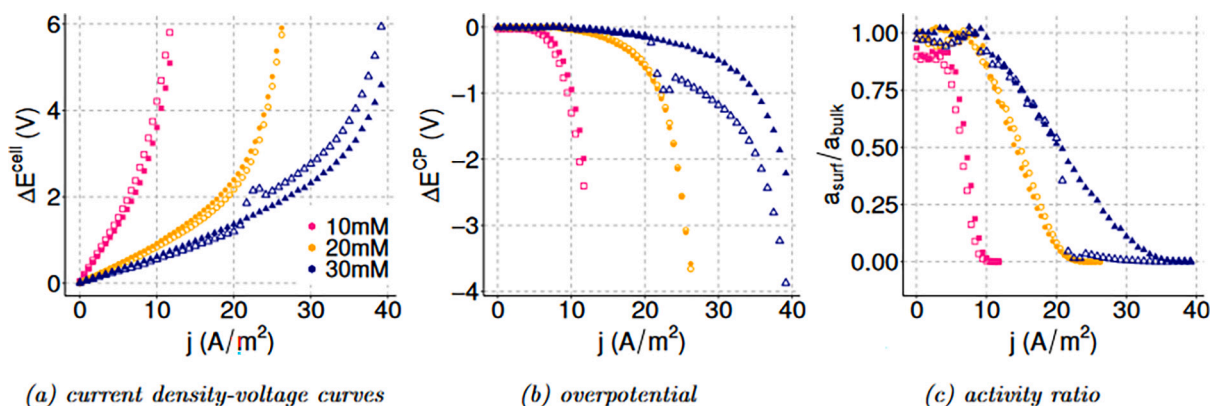 ΔE^cell (V)
6
4
2
0
10mM
20mM
30mM
0 10 20 30 40
j (A/m²)
(a) current density-voltage curves
ΔE^CP (V)
0
−1
−2
−3
−4
0 10 20 30 40
j (A/m²)
(b) overpotential
a_surf/a_bulk
1.00
0.75
0.50
0.25
0.00
0 10 20 30 40
j (A/m²)
(c) activity ratio